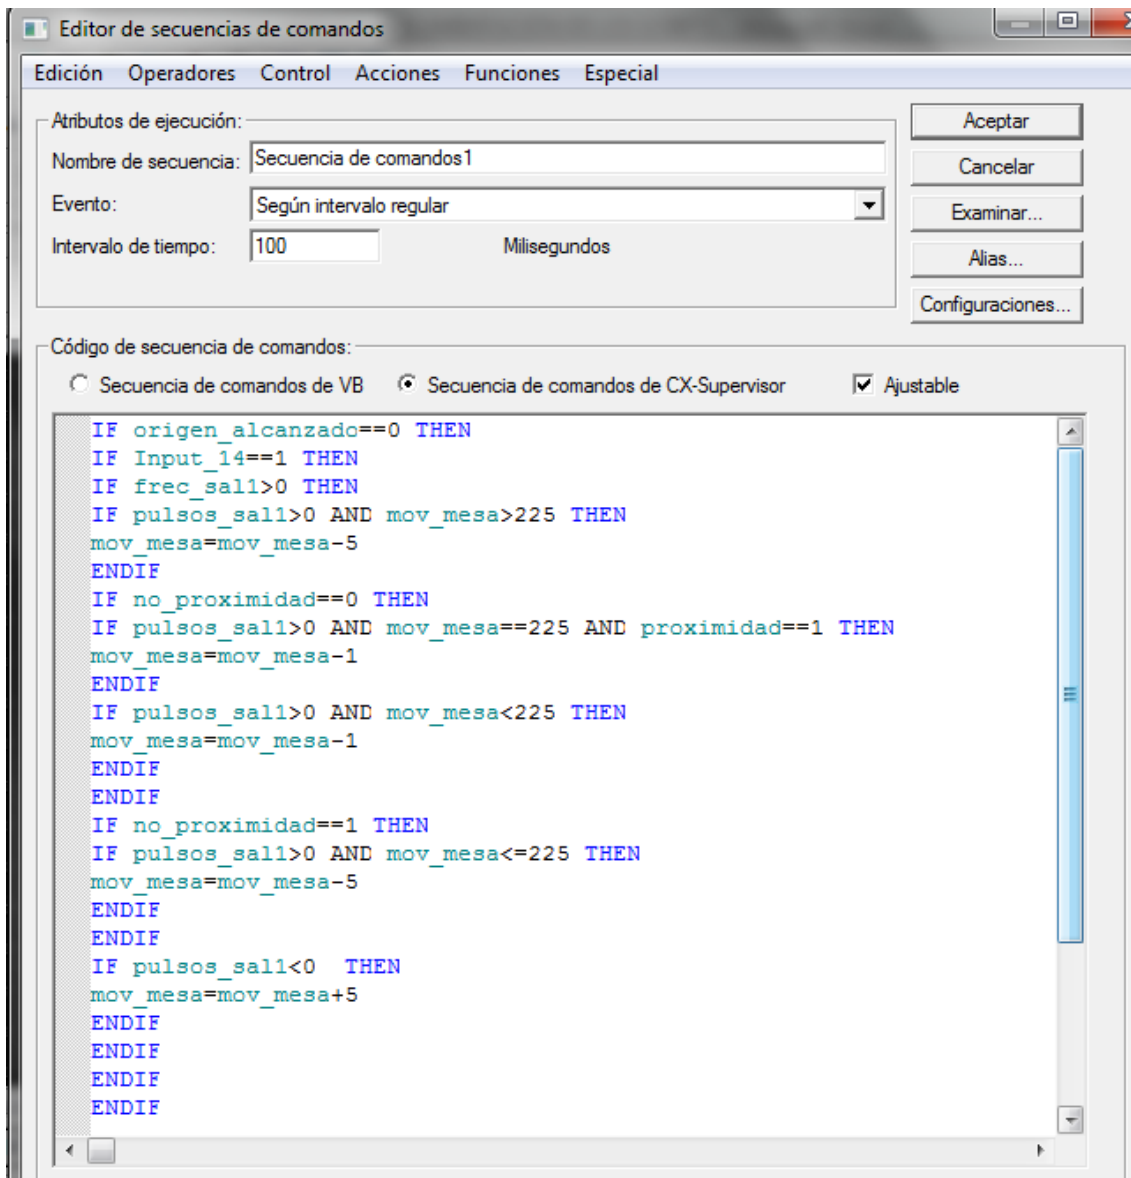 Editor de secuencias de comandos
Edición Operadores Control Acciones Funciones Especial
Atributos de ejecución:
Nombre de secuencia: Secuencia de comandos1
Evento: Según intervalo regular
Intervalo de tiempo: 100 Milisegundos
Aceptar
Cancelar
Examinar...
Alias...
Configuraciones...
Código de secuencia de comandos:
Secuencia de comandos de VB Secuencia de comandos de CX-Supervisor Ajustable
IF origen_alcanzado==0 THEN
IF Input_14==1 THEN
IF frec_sal1>0 THEN
IF pulsos_sal1>0 AND mov_mesa>225 THEN
mov_mesa=mov_mesa-5
ENDIF
IF no_proximidad==0 THEN
IF pulsos_sal1>0 AND mov_mesa==225 AND proximidad==1 THEN
mov_mesa=mov_mesa-1
ENDIF
IF pulsos_sal1>0 AND mov_mesa<225 THEN
mov_mesa=mov_mesa-1
ENDIF
ENDIF
IF no_proximidad==1 THEN
IF pulsos_sal1>0 AND mov_mesa<=225 THEN
mov_mesa=mov_mesa-5
ENDIF
ENDIF
IF pulsos_sal1<0 THEN
mov_mesa=mov_mesa+5
ENDIF
ENDIF
ENDIF
ENDIF